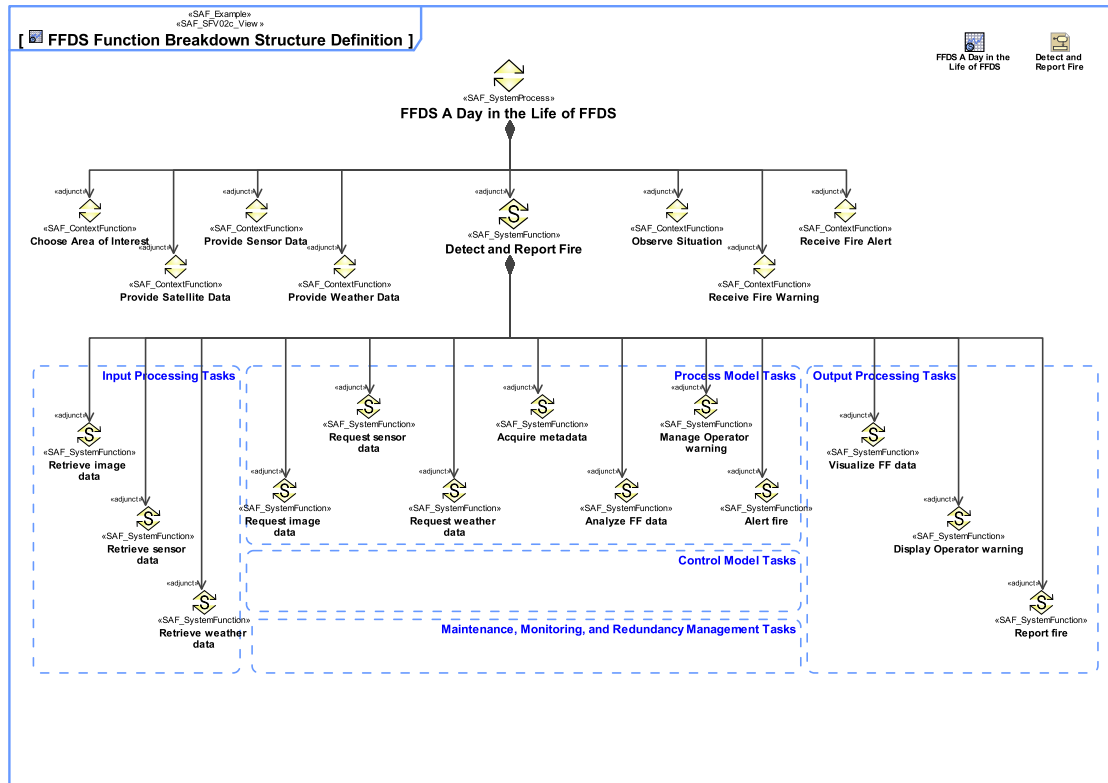 «SAF_Example»
«SAF_SFV02c_View »
[ FFDS Function Breakdown Structure Definition ]
FFDS A Day in the
Life of FFDS
Detect and
Report Fire
«SAF_SystemProcess»
FFDS A Day in the Life of FFDS
«adjunct»
«SAF_ContextFunction»
Choose Area of Interest
«adjunct»
«SAF_ContextFunction»
Provide Satellite Data
«adjunct»
«SAF_ContextFunction»
Provide Sensor Data
«adjunct»
«SAF_ContextFunction»
Provide Weather Data
«adjunct»
S
«SAF_SystemFunction»
Detect and Report Fire
«adjunct»
«SAF_ContextFunction»
Observe Situation
«adjunct»
«SAF_ContextFunction»
Receive Fire Warning
«adjunct»
«SAF_ContextFunction»
Receive Fire Alert
Input Processing Tasks
«adjunct»
S
«SAF_SystemFunction»
Retrieve image
data
«adjunct»
S
«SAF_SystemFunction»
Retrieve sensor
data
«adjunct»
S
«SAF_SystemFunction»
Retrieve weather
data
Process Model Tasks
«adjunct»
S
«SAF_SystemFunction»
Request image
data
«adjunct»
S
«SAF_SystemFunction»
Request sensor
data
«adjunct»
S
«SAF_SystemFunction»
Request weather
data
«adjunct»
S
«SAF_SystemFunction»
Acquire metadata
«adjunct»
S
«SAF_SystemFunction»
Analyze FF data
«adjunct»
S
«SAF_SystemFunction»
Manage Operator
warning
«adjunct»
S
«SAF_SystemFunction»
Alert fire
Control Model Tasks
Maintenance, Monitoring, and Redundancy Management Tasks
Output Processing Tasks
«adjunct»
S
«SAF_SystemFunction»
Visualize FF data
«adjunct»
S
«SAF_SystemFunction»
Display Operator warning
«adjunct»
S
«SAF_SystemFunction»
Report fire